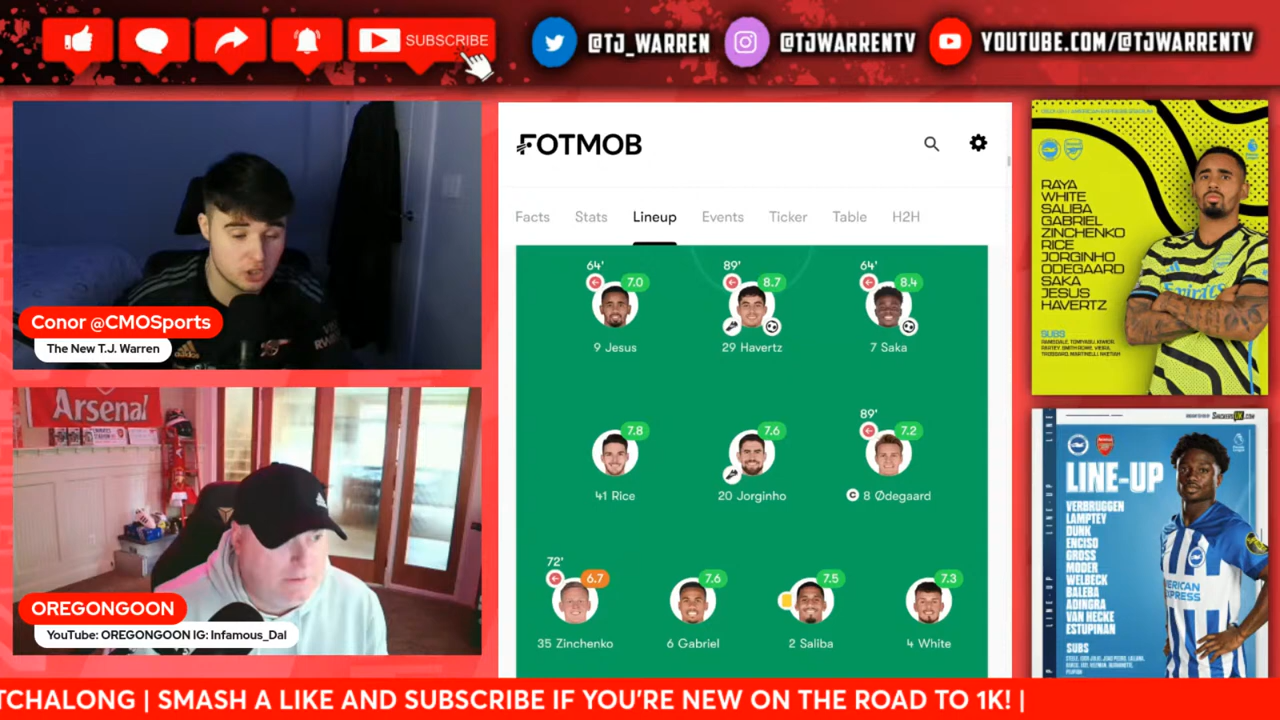 SUBSCRIBE
@TJ_WARREN
@TJWARRENTV
YOUTUBE.COM/@TJWARRENTV
Conor @CMOSports
The New T.J. Warren
Arsenal
OREGONGOON
YouTube: OREGONGOON IG: Infamous_Dal
FOTMOB
Facts Stats Lineup Events Ticker Table H2H
64' 89' 64'
7.0 8.7 8.4
9 Jesus 29 Havertz 7 Saka
89'
7.8 7.6 7.2
41 Rice 20 Jorginho C 8 Ødegaard
72'
6.7 7.6 7.5 7.3
35 Zinchenko 6 Gabriel 2 Saliba 4 White
RAYA
WHITE
SALIBA
GABRIEL
ZINCHENKO
RICE
JORGINHO
ODEGAARD
SAKA
JESUS
HAVERTZ
SUBS
LINE-UP
VERBRUGGEN
LAMPTEY
DUNK
ENCISO
GROSS
MODER
WELBECK
BALEBA
ADINGRA
VAN HECKE
ESTUPINAN
SUBS
TCHALONG | SMASH A LIKE AND SUBSCRIBE IF YOU'RE NEW ON THE ROAD TO 1K! |